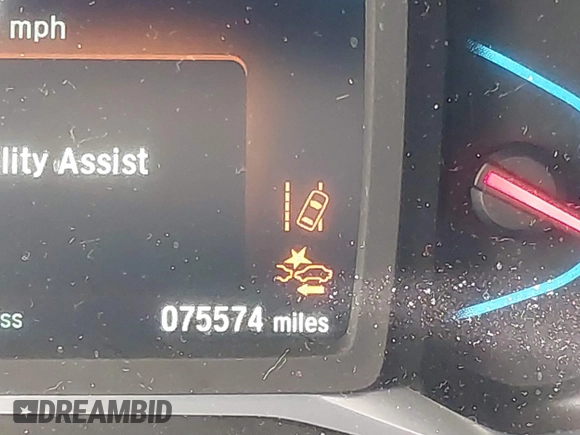 mph
lity Assist
ss
075574 miles
DREAMBID